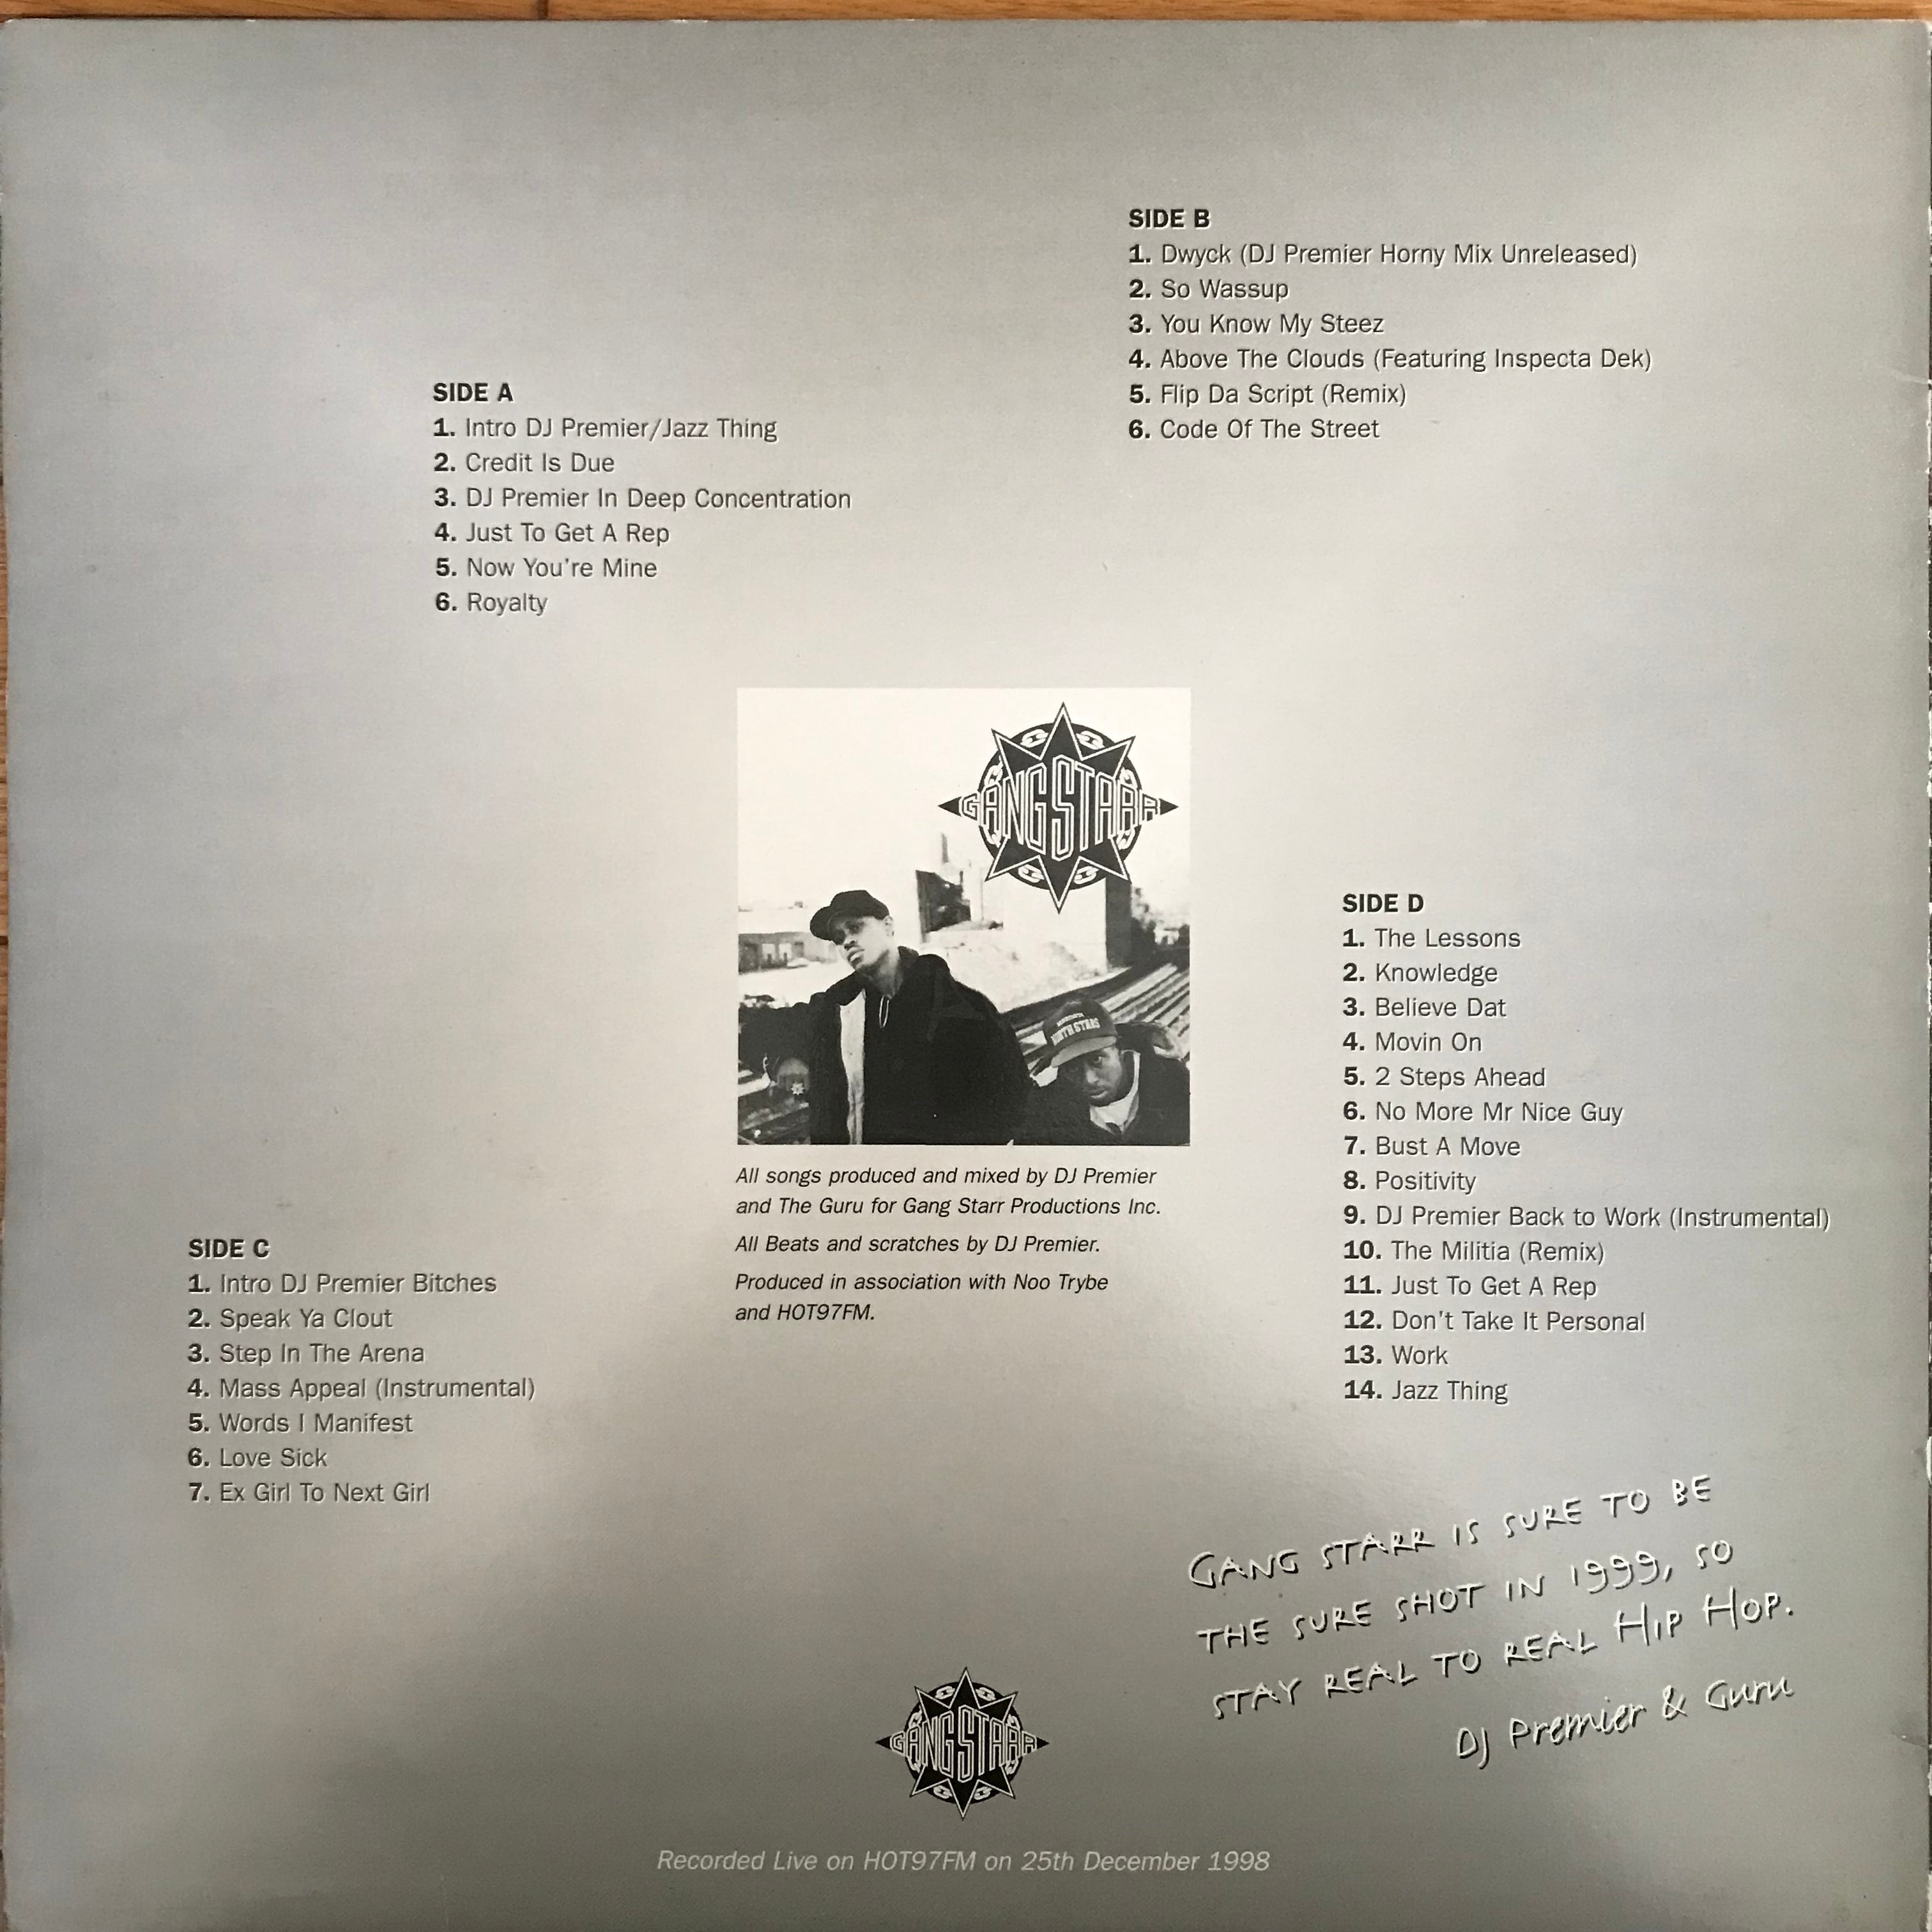 SIDE A
1. Intro DJ Premier/Jazz Thing
2. Credit Is Due
3. DJ Premier In Deep Concentration
4. Just To Get A Rep
5. Now You're Mine
6. Royalty
SIDE B
1. Dwyck (DJ Premier Horny Mix Unreleased)
2. So Wassup
3. You Know My Steez
4. Above The Clouds (Featuring Inspecta Dek)
5. Flip Da Script (Remix)
6. Code Of The Street
GANGSTARR
NORTH STARS
All songs produced and mixed by DJ Premier
and The Guru for Gang Starr Productions Inc.
All Beats and scratches by DJ Premier.
Produced in association with Noo Trybe
and HOT97FM.
SIDE C
1. Intro DJ Premier Bitches
2. Speak Ya Clout
3. Step In The Arena
4. Mass Appeal (Instrumental)
5. Words I Manifest
6. Love Sick
7. Ex Girl To Next Girl
SIDE D
1. The Lessons
2. Knowledge
3. Believe Dat
4. Movin On
5. 2 Steps Ahead
6. No More Mr Nice Guy
7. Bust A Move
8. Positivity
9. DJ Premier Back to Work (Instrumental)
10. The Militia (Remix)
11. Just To Get A Rep
12. Don't Take It Personal
13. Work
14. Jazz Thing
GANG STARR IS SURE TO BE
THE SURE SHOT IN 1999, SO
STAY REAL TO REAL HIP HOP.
DJ Premier & Guru
GANGSTARR
Recorded Live on HOT97FM on 25th December 1998